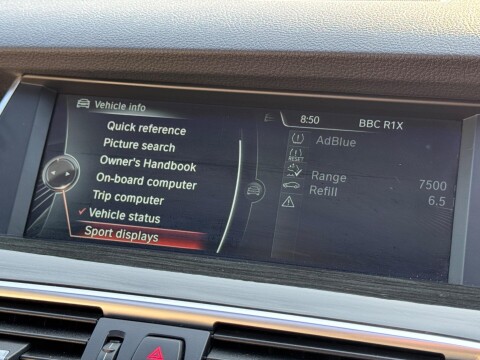 Vehicle info
8:50 BBC R1X
Quick reference
Picture search
Owner's Handbook
On-board computer
Trip computer
Vehicle status
Sport displays
AdBlue
RESET
Range 7500
Refill 6.5